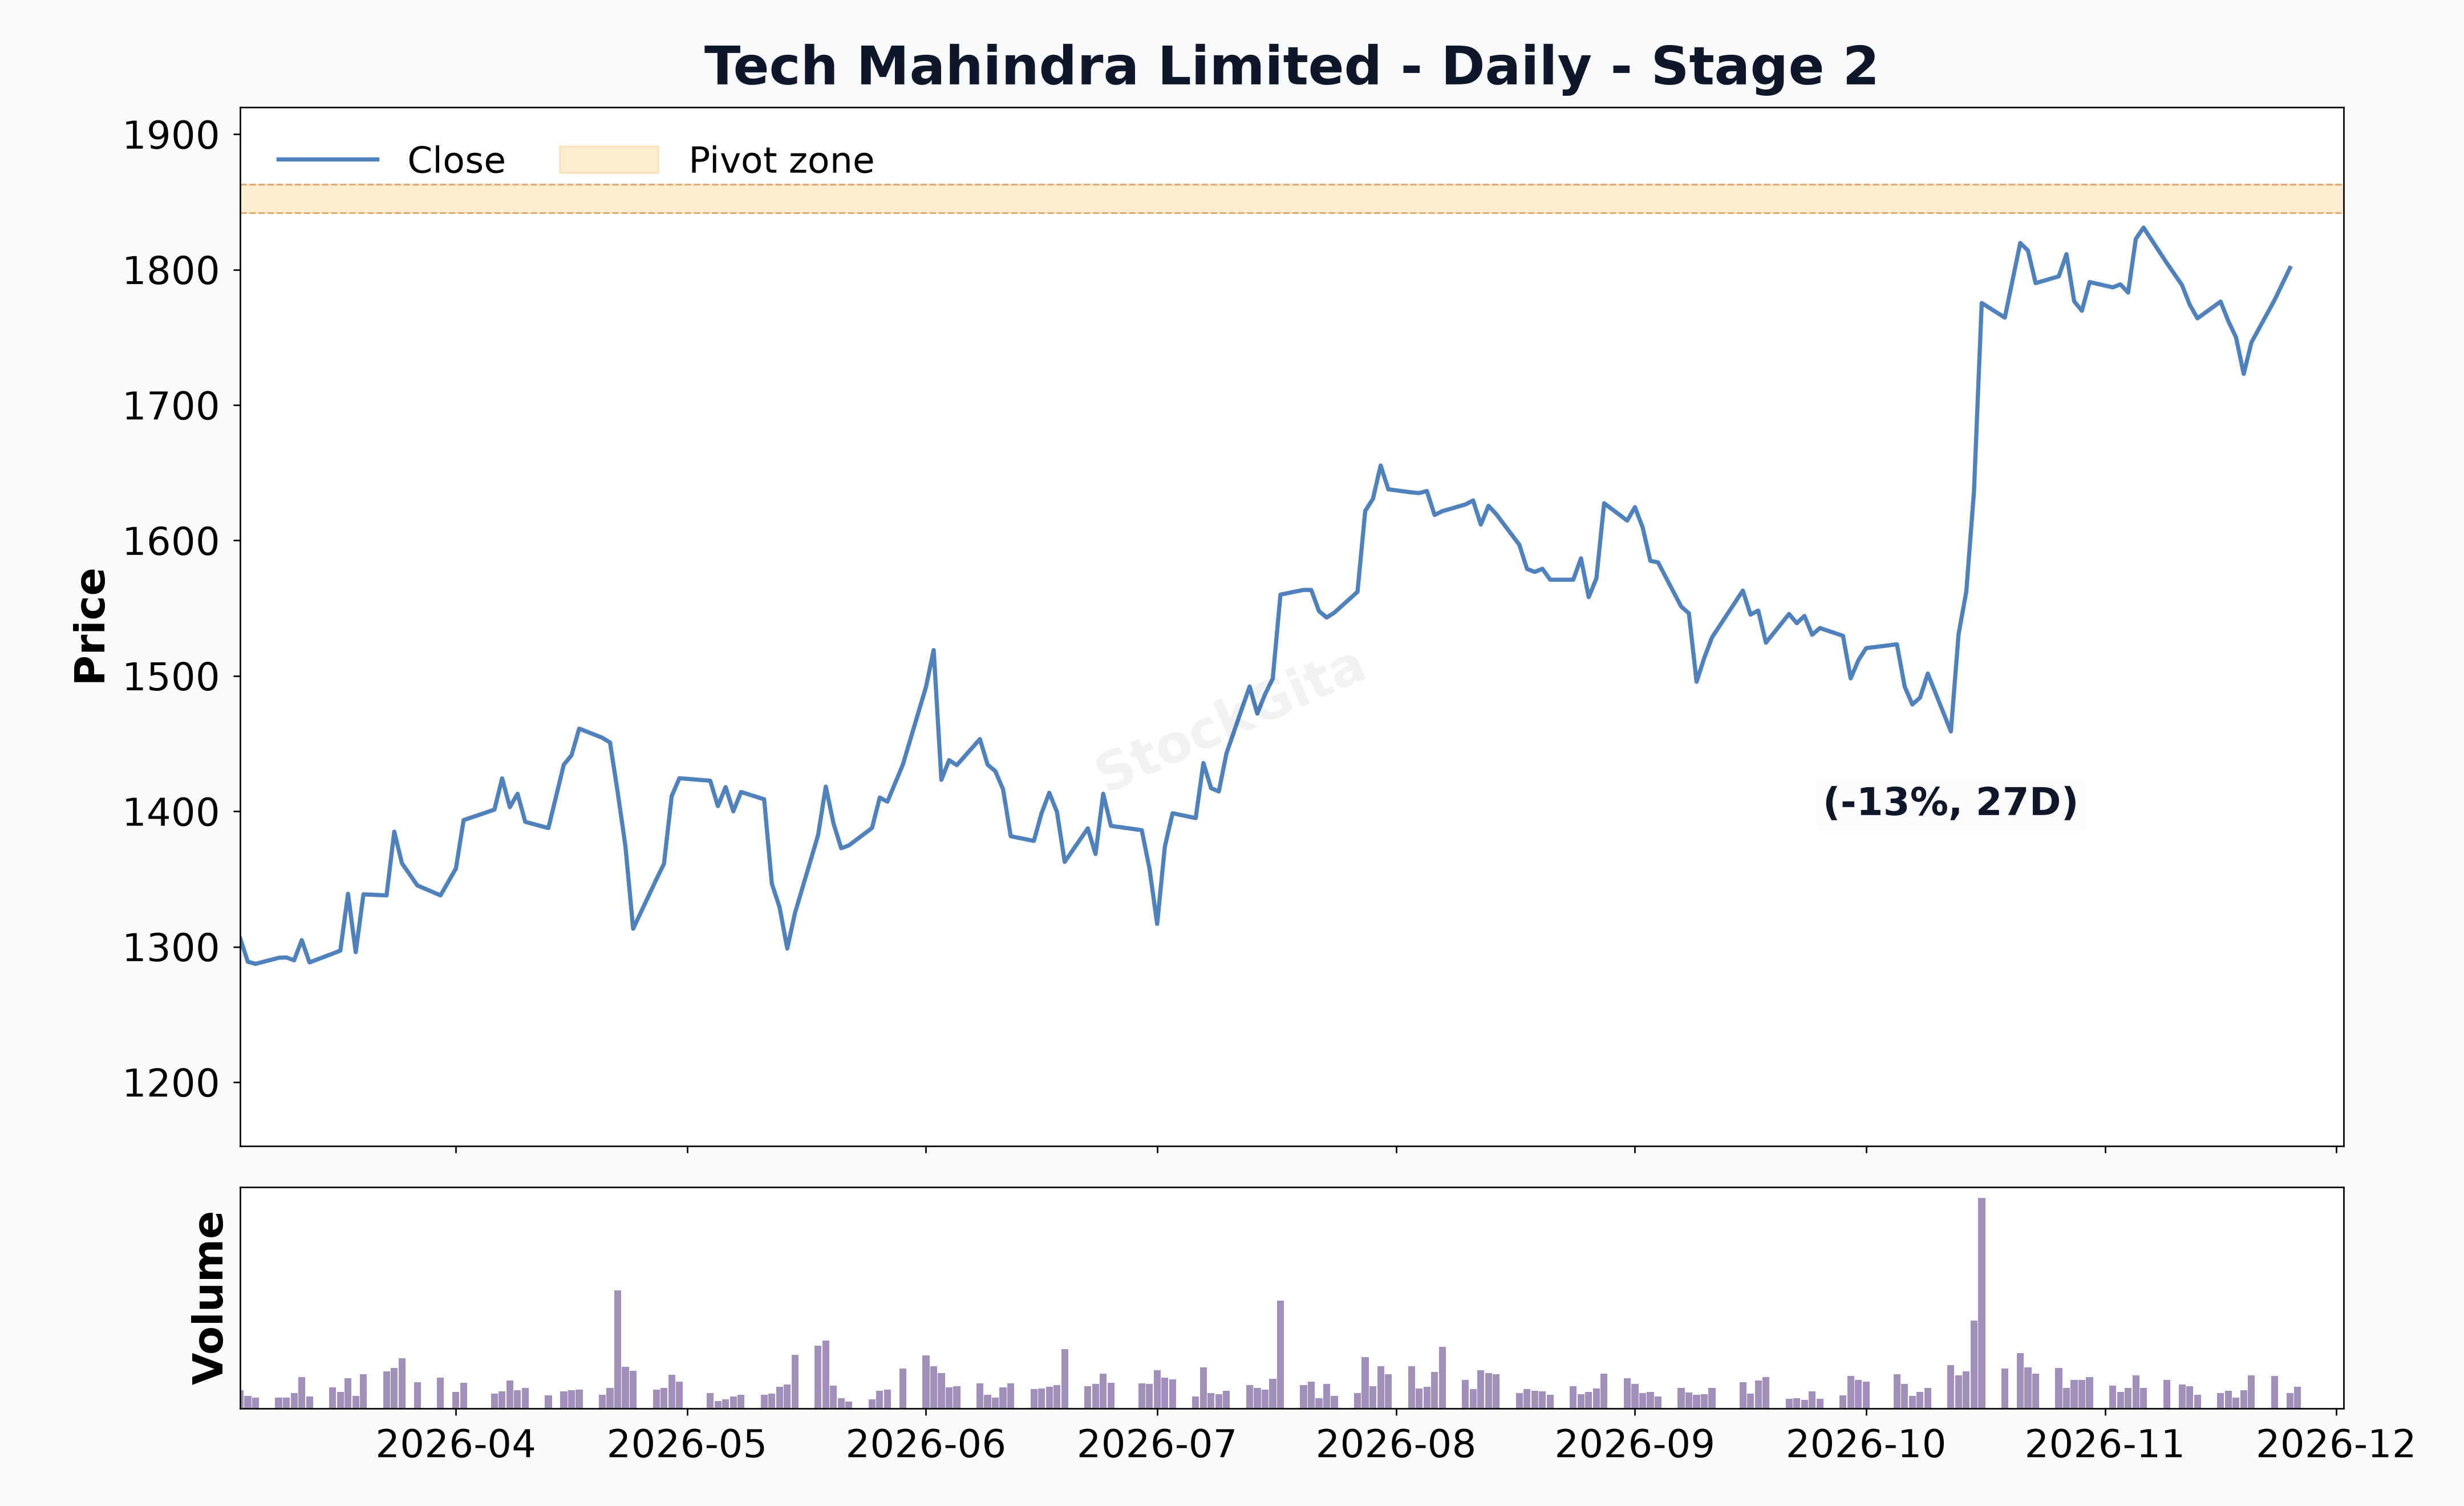 Tech Mahindra Limited - Daily - Stage 2
Close
Pivot zone
1900
1800
1700
1600
1500
1400
1300
1200
Price
StockGita
(-13%, 27D)
Volume
2026-04
2026-05
2026-06
2026-07
2026-08
2026-09
2026-10
2026-11
2026-12